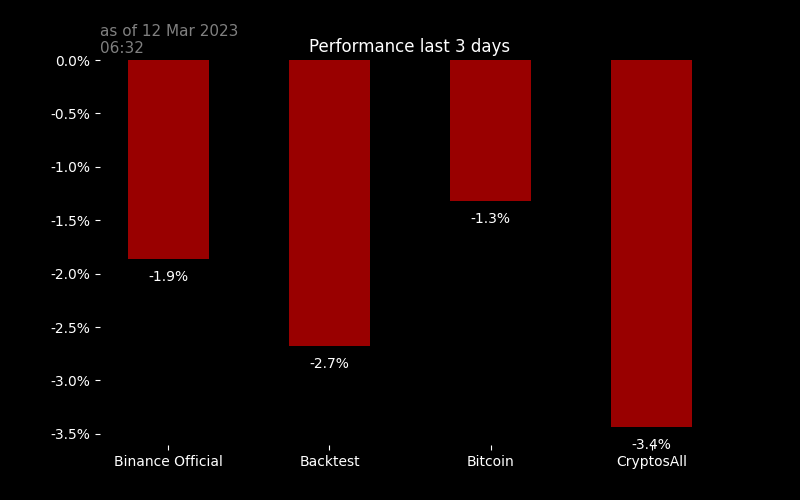 as of 12 Mar 2023
06:32
Performance last 3 days
0.0%
-0.5%
-1.0%
-1.5%
-2.0%
-2.5%
-3.0%
-3.5%
-1.9%
-2.7%
-1.3%
-3.4%
Binance Official
Backtest
Bitcoin
CryptosAll